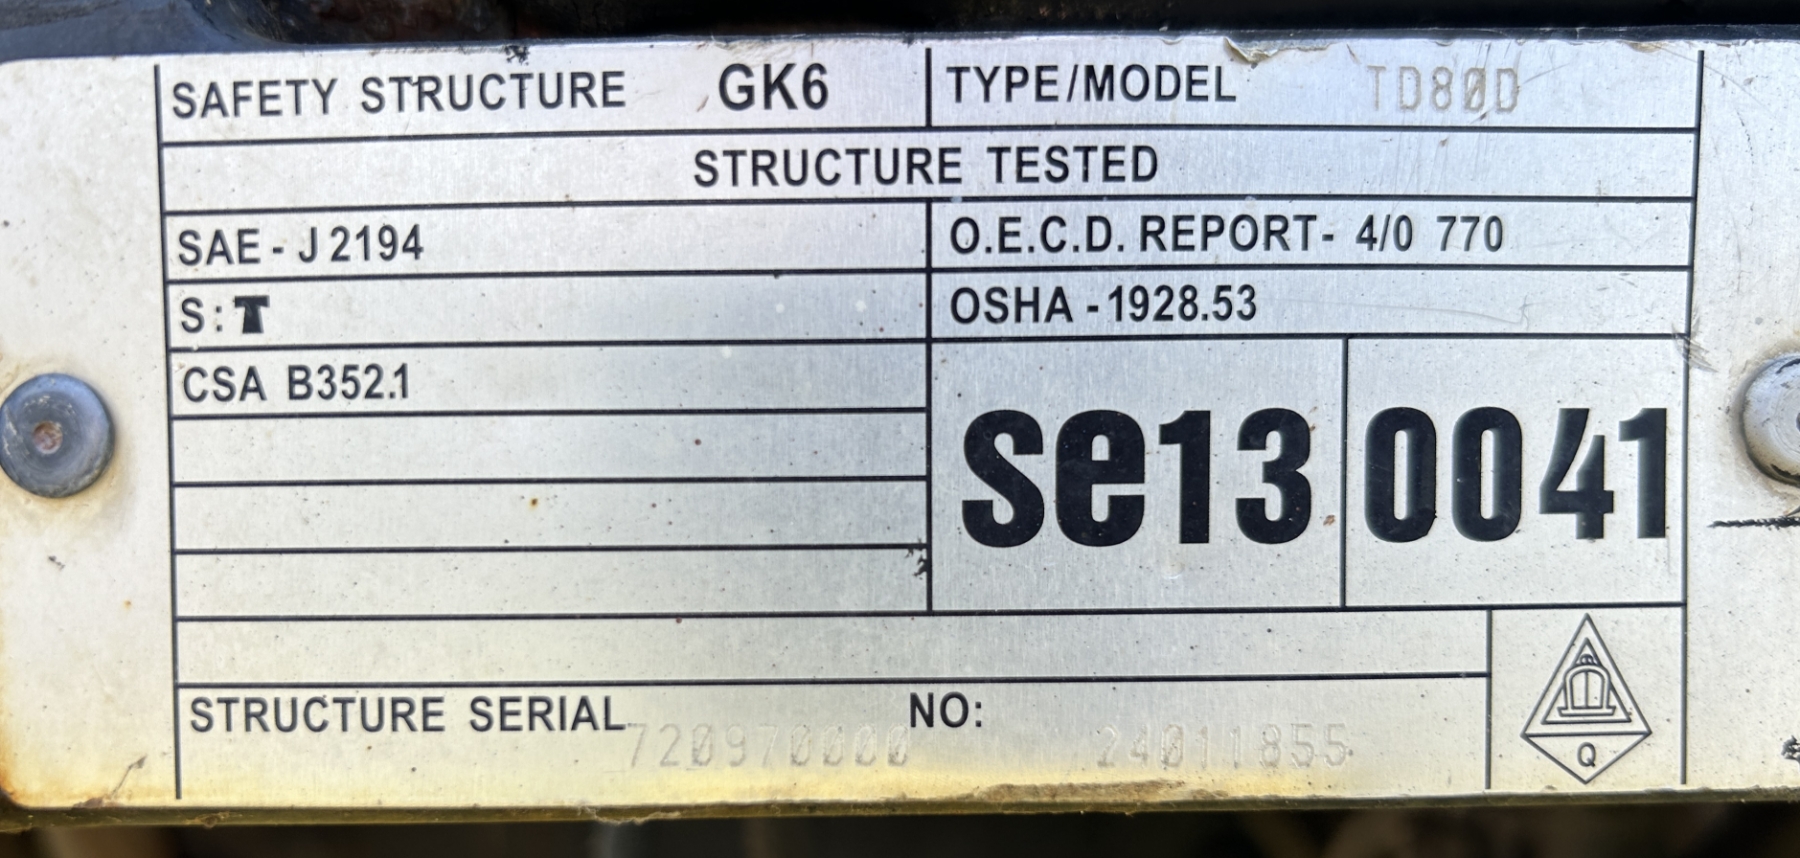 SAFETY STRUCTURE GK6 TYPE/MODEL TD80D
STRUCTURE TESTED
SAE - J 2194 O.E.C.D. REPORT - 4/0 770
S: T OSHA - 1928.53
CSA B352.1
se13 0041
STRUCTURE SERIAL 720970000 NO: 24011855
Q